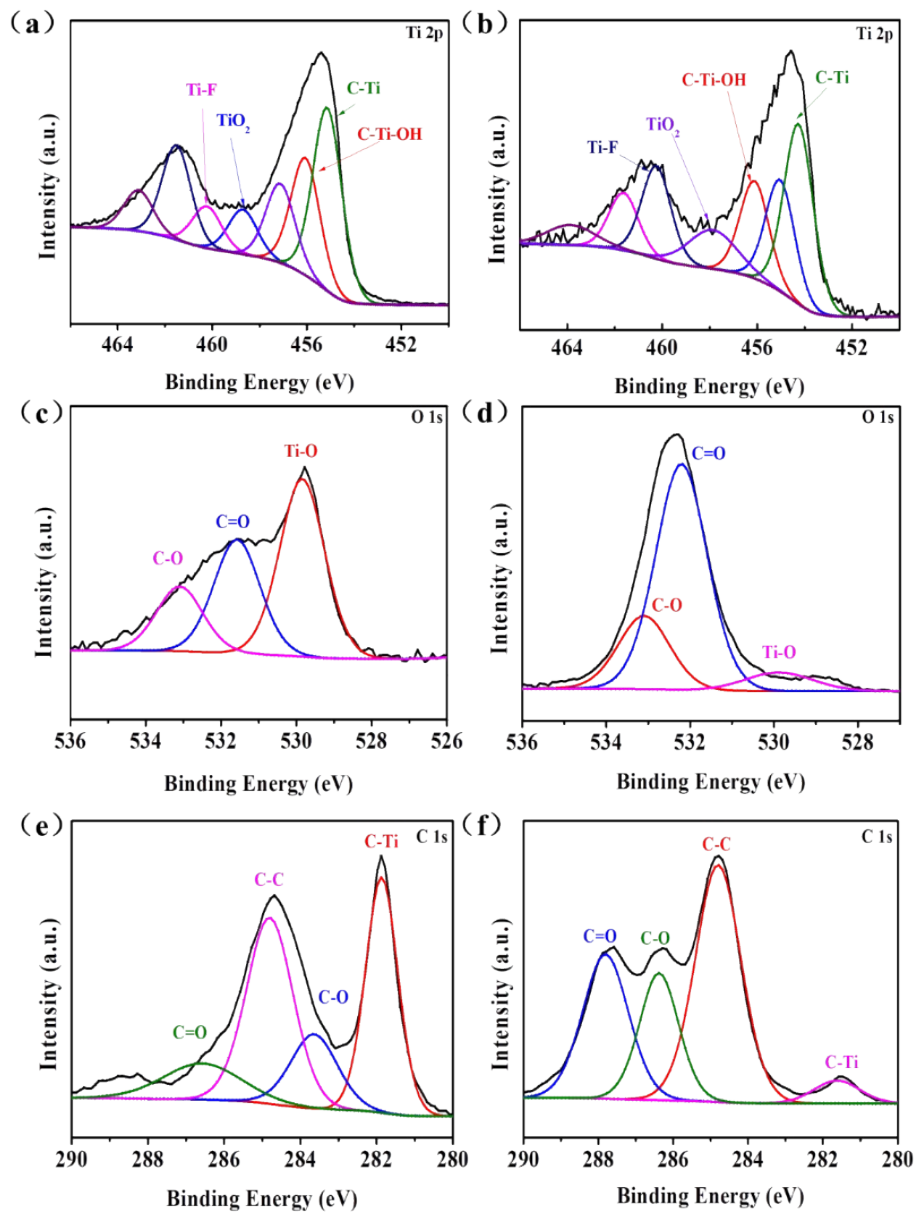 (a)
Ti 2p
Ti-F
TiO2
C-Ti
C-Ti-OH
Intensity (a.u.)
464 460 456 452
Binding Energy (eV)
(b)
Ti 2p
C-Ti-OH
C-Ti
TiO2
Ti-F
Intensity (a.u.)
464 460 456 452
Binding Energy (eV)
(c)
O 1s
Ti-O
C=O
C-O
Intensity (a.u.)
536 534 532 530 528 526
Binding Energy (eV)
(d)
O 1s
C=O
C-O
Ti-O
Intensity (a.u.)
536 534 532 530 528
Binding Energy (eV)
(e)
C 1s
C-Ti
C-C
C-O
C=O
Intensity (a.u.)
290 288 286 284 282 280
Binding Energy (eV)
(f)
C 1s
C-C
C=O
C-O
C-Ti
Intensity (a.u.)
290 288 286 284 282 280
Binding Energy (eV)